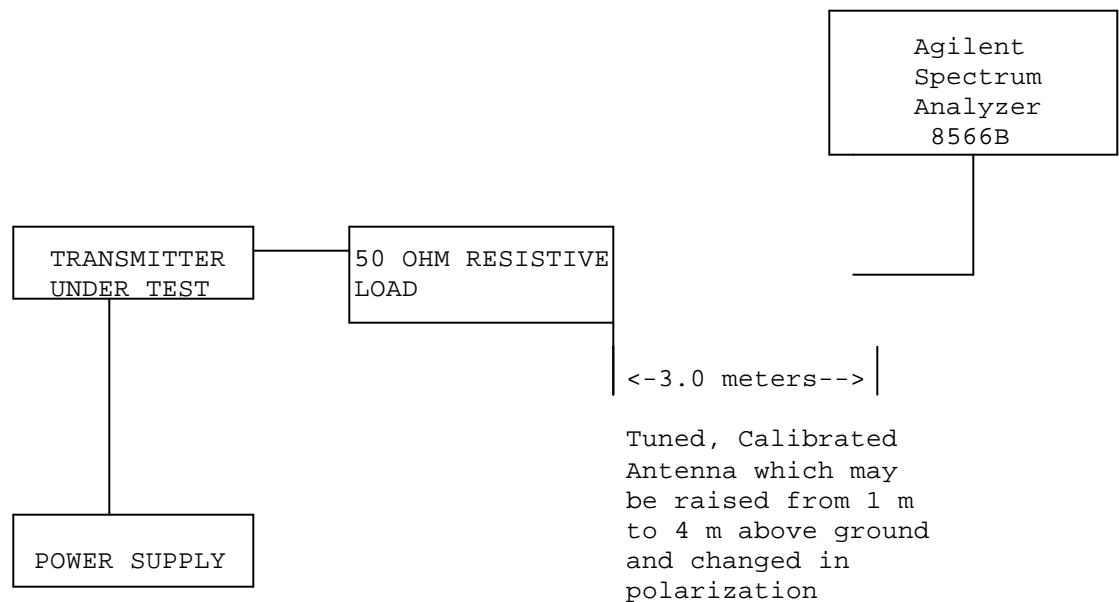 Agilent
Spectrum
Analyzer
8566B
TRANSMITTER
UNDER TEST
50 OHM RESISTIVE
LOAD
<-3.0 meters-->
Tuned, Calibrated
Antenna which may
be raised from 1 m
to 4 m above ground
and changed in
polarization
POWER SUPPLY